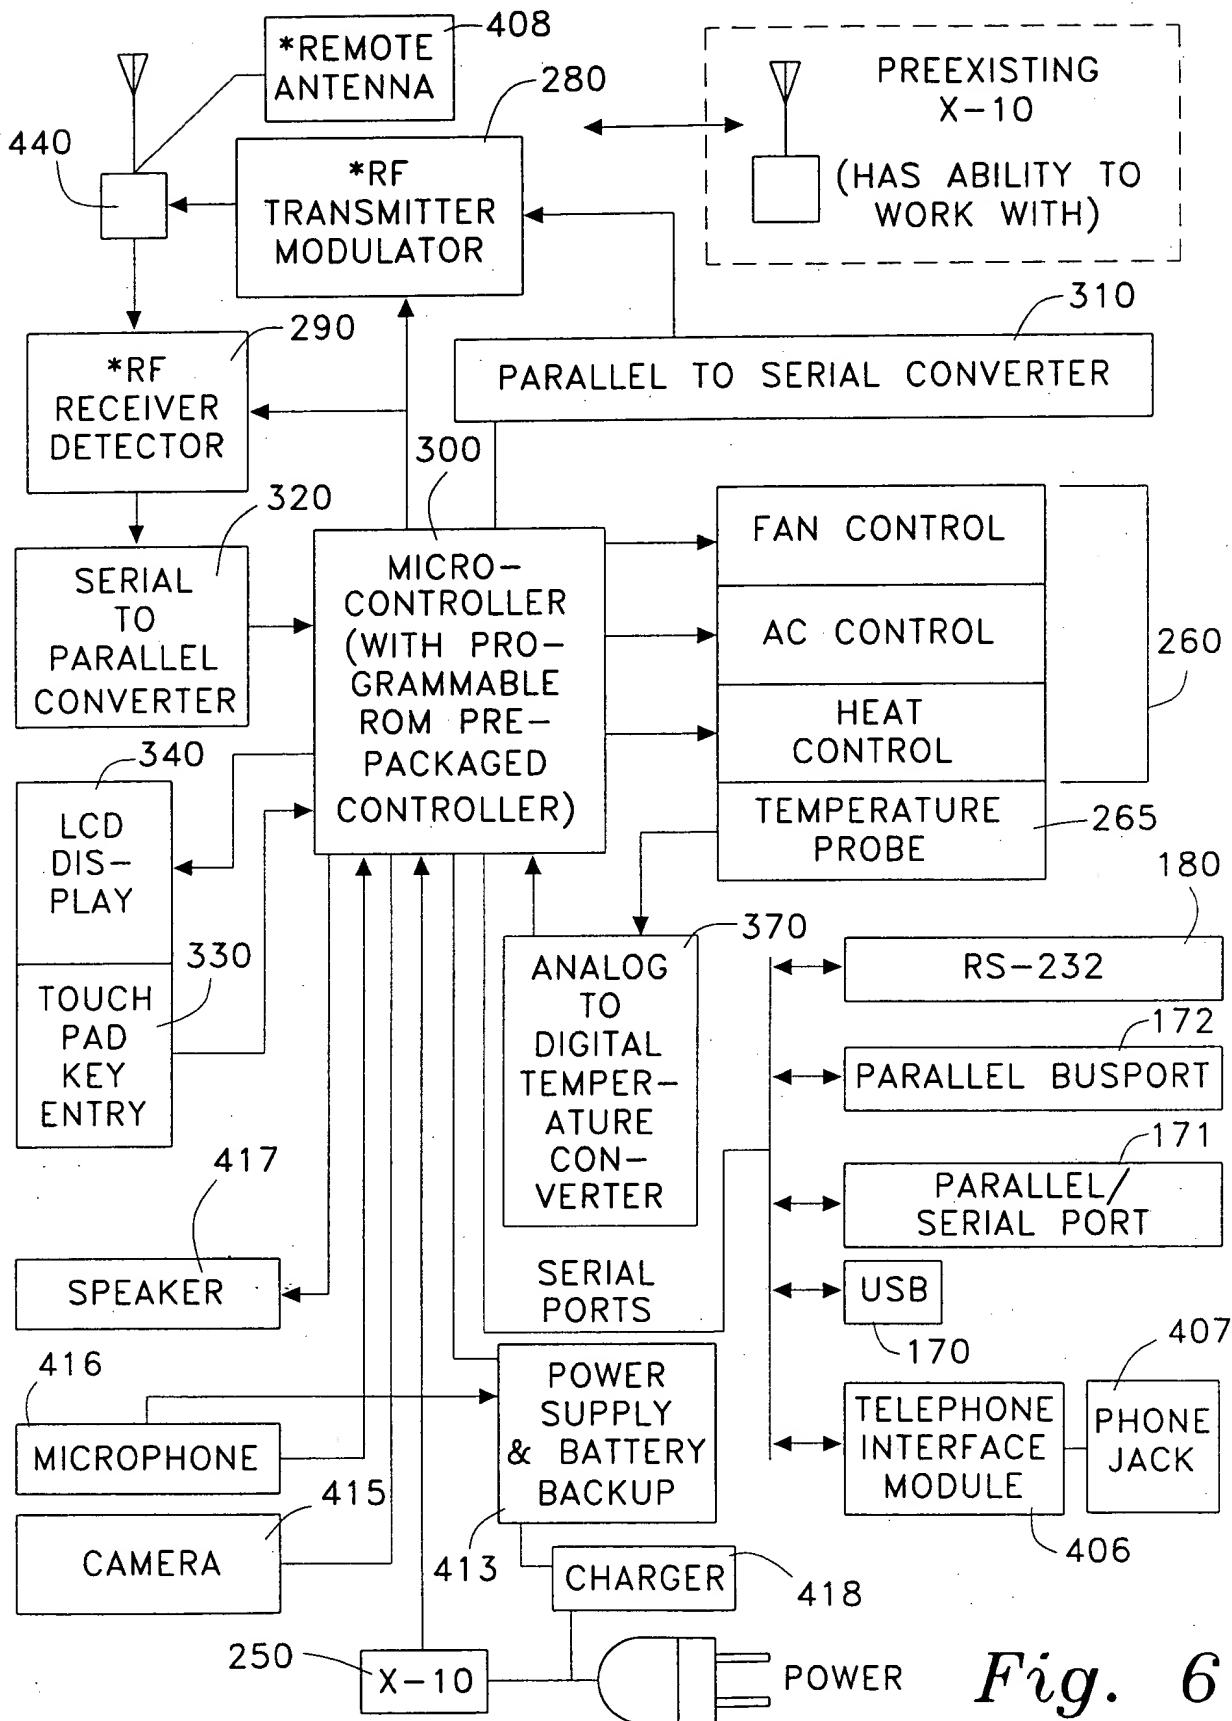 408
*REMOTE
ANTENNA
280
PREEXISTING
X-10
(HAS ABILITY TO
WORK WITH)
440
*RF
TRANSMITTER
MODULATOR
310
290
PARALLEL TO SERIAL CONVERTER
*RF
RECEIVER
DETECTOR
300
320
FAN CONTROL
MICRO-
CONTROLLER
(WITH PRO-
GRAMMABLE
ROM PRE-
PACKAGED
CONTROLLER)
SERIAL
TO
PARALLEL
CONVERTER
AC CONTROL
260
HEAT
CONTROL
340
TEMPERATURE
PROBE
265
LCD
DIS-
PLAY
180
370
330
ANALOG
TO
DIGITAL
TEMPER-
ATURE
CON-
VERTER
RS-232
TOUCH
PAD
KEY
ENTRY
172
PARALLEL BUSPORT
171
417
PARALLEL/
SERIAL PORT
SPEAKER
SERIAL
PORTS
USB
170
407
416
POWER
SUPPLY
& BATTERY
BACKUP
TELEPHONE
INTERFACE
MODULE
PHONE
JACK
MICROPHONE
415
CAMERA
413
406
CHARGER
418
250
X-10
POWER
Fig. 6